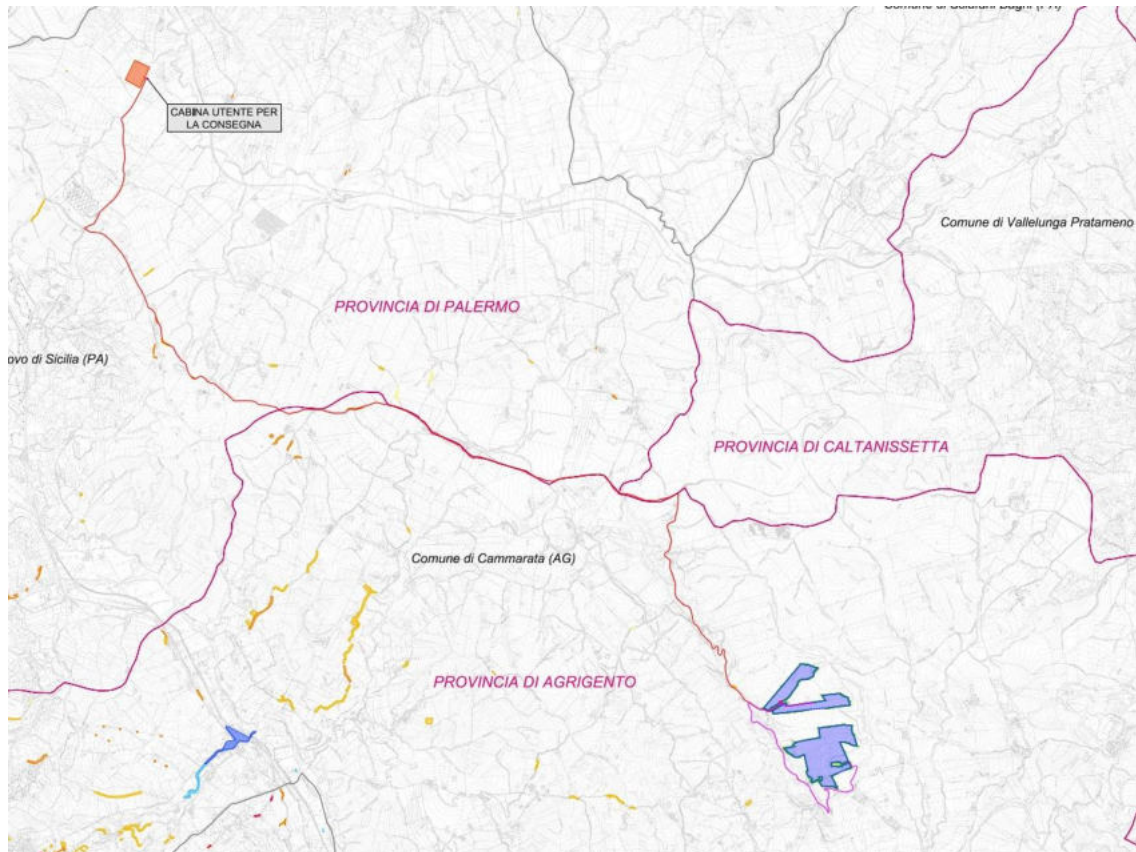 CABINA UTENTE PER
LA CONSEGNA
Comune di Vallelunga Pratameno
PROVINCIA DI PALERMO
ovo di Sicilia (PA)
PROVINCIA DI CALTANISSETTA
Comune di Cammarata (AG)
PROVINCIA DI AGRIGENTO